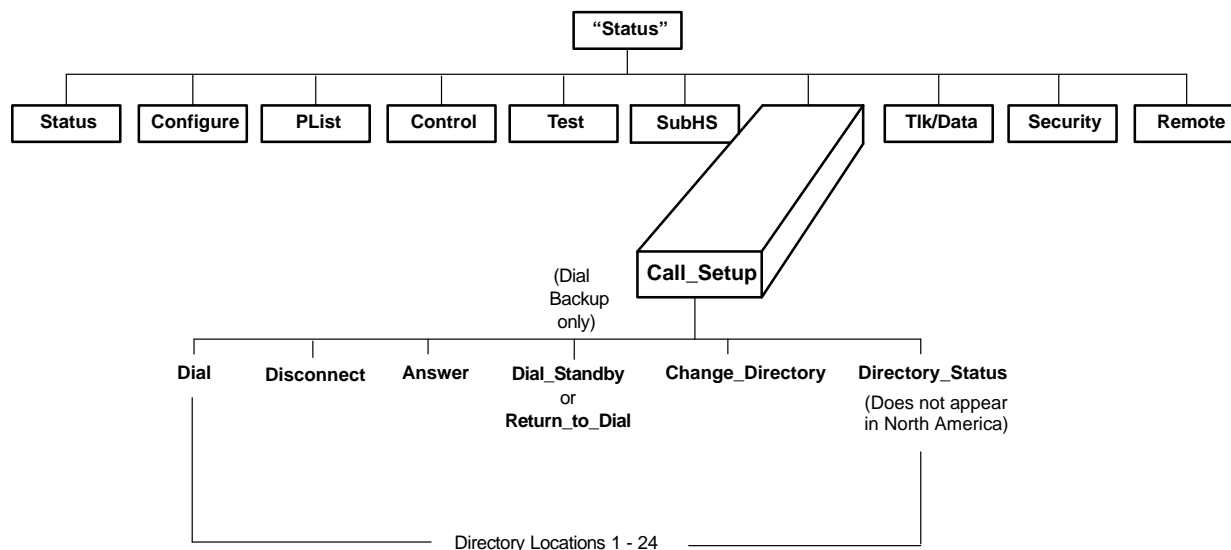 “Status”
Status Configure PList Control Test SubHS Tlk/Data Security Remote
Call_Setup
(Dial
Backup
only)
Dial Disconnect Answer Dial_Standby Change_Directory Directory_Status
or
Return_to_Dial
(Does not appear
in North America)
Directory Locations 1 - 24